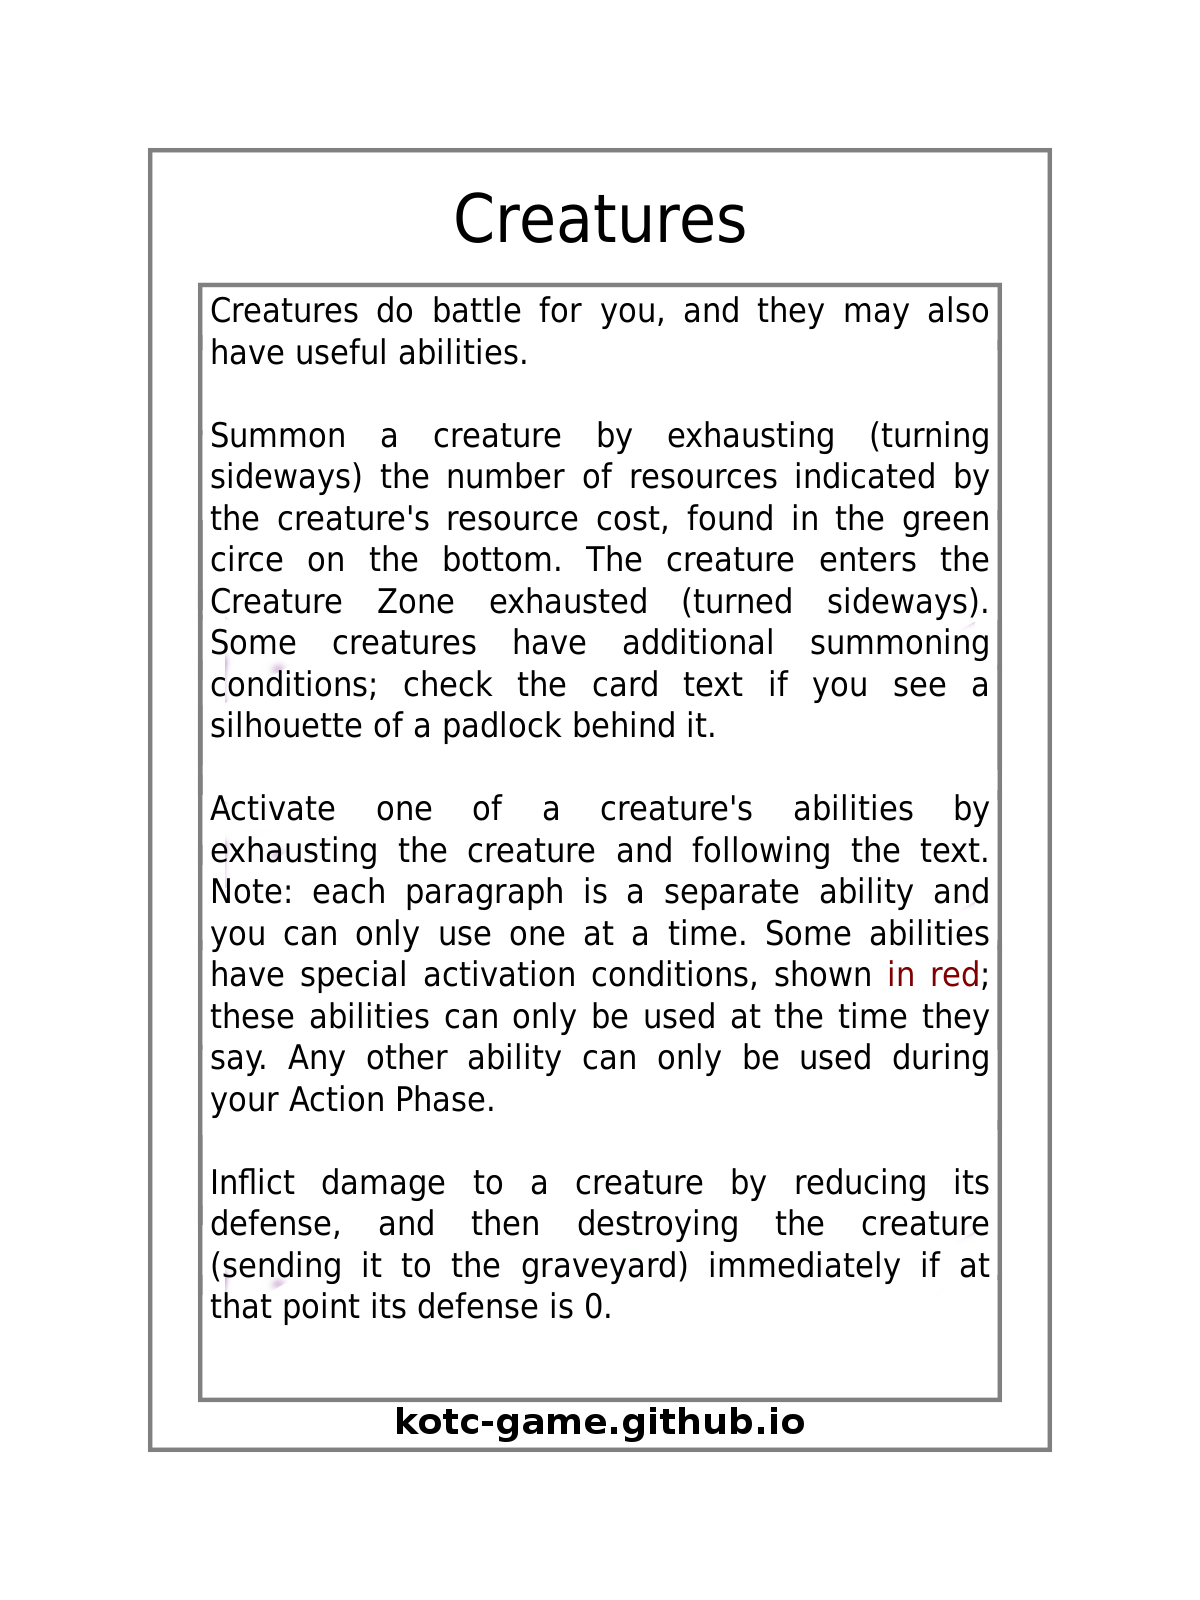 Creatures
Creatures do battle for you, and they may also
have useful abilities.
Summon a creature by exhausting (turning
sideways) the number of resources indicated by
the creature's resource cost, found in the green
circe on the bottom. The creature enters the
Creature Zone exhausted (turned sideways).
Some creatures have additional summoning
conditions; check the card text if you see a
silhouette of a padlock behind it.
Activate one of a creature's abilities by
exhausting the creature and following the text.
Note: each paragraph is a separate ability and
you can only use one at a time. Some abilities
have special activation conditions, shown in red;
these abilities can only be used at the time they
say. Any other ability can only be used during
your Action Phase.
Inflict damage to a creature by reducing its
defense, and then destroying the creature
(sending it to the graveyard) immediately if at
that point its defense is 0.
kotc-game.github.io